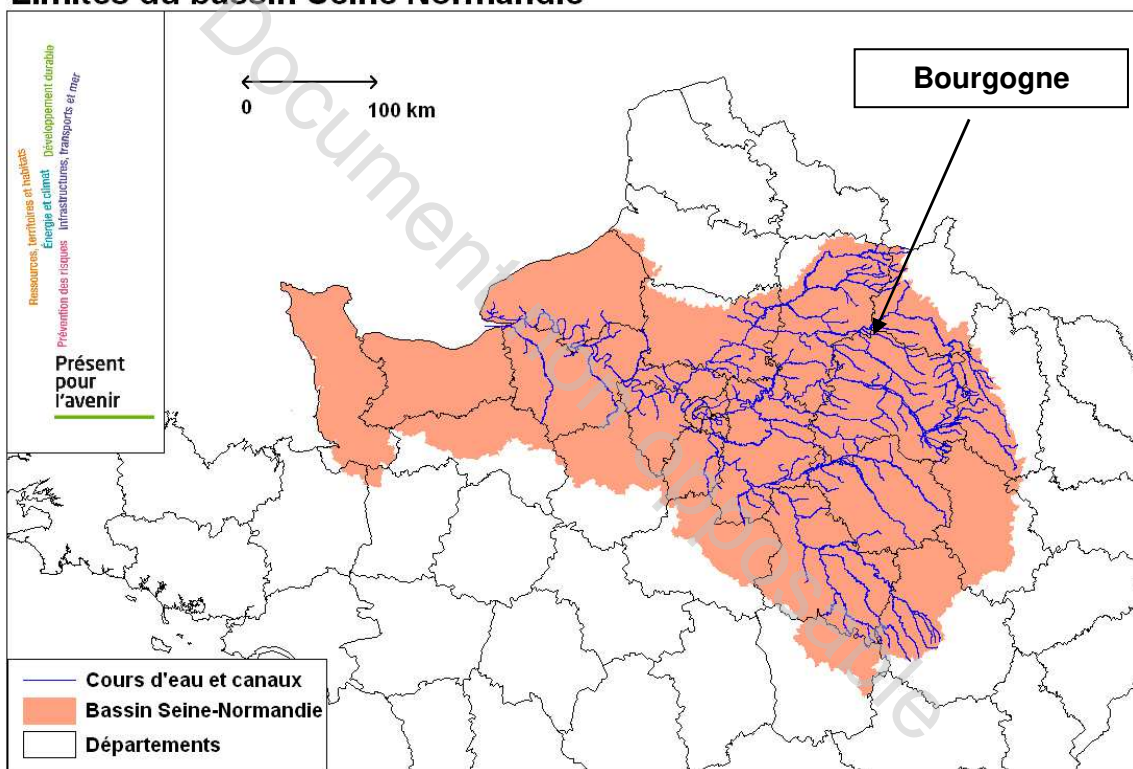 Limites du bassin Seine-Normandie
Ressources, territoires et habitats
Énergie et climat Développement durable
Prévention des risques Infrastructures, transports et mer
Présent
pour
l'avenir
0 100 km
Bourgogne
Document non opposable
Cours d'eau et canaux
Bassin Seine-Normandie
Départements